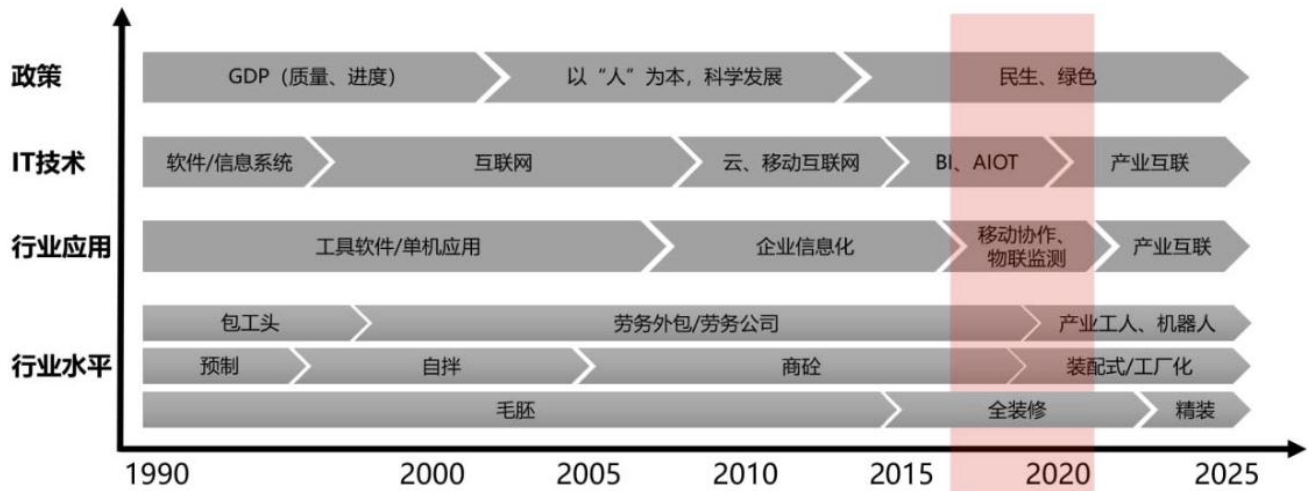 政策
GDP（质量、进度）
以“人”为本，科学发展
民生、绿色
IT技术
软件/信息系统
互联网
云、移动互联网
BI、AIOT
产业互联
行业应用
工具软件/单机应用
企业信息化
移动协作、
物联监测
产业互联
行业水平
包工头
劳务外包/劳务公司
产业工人、机器人
预制
自拌
商砼
装配式/工厂化
毛胚
全装修
精装
1990
2000
2005
2010
2015
2020
2025